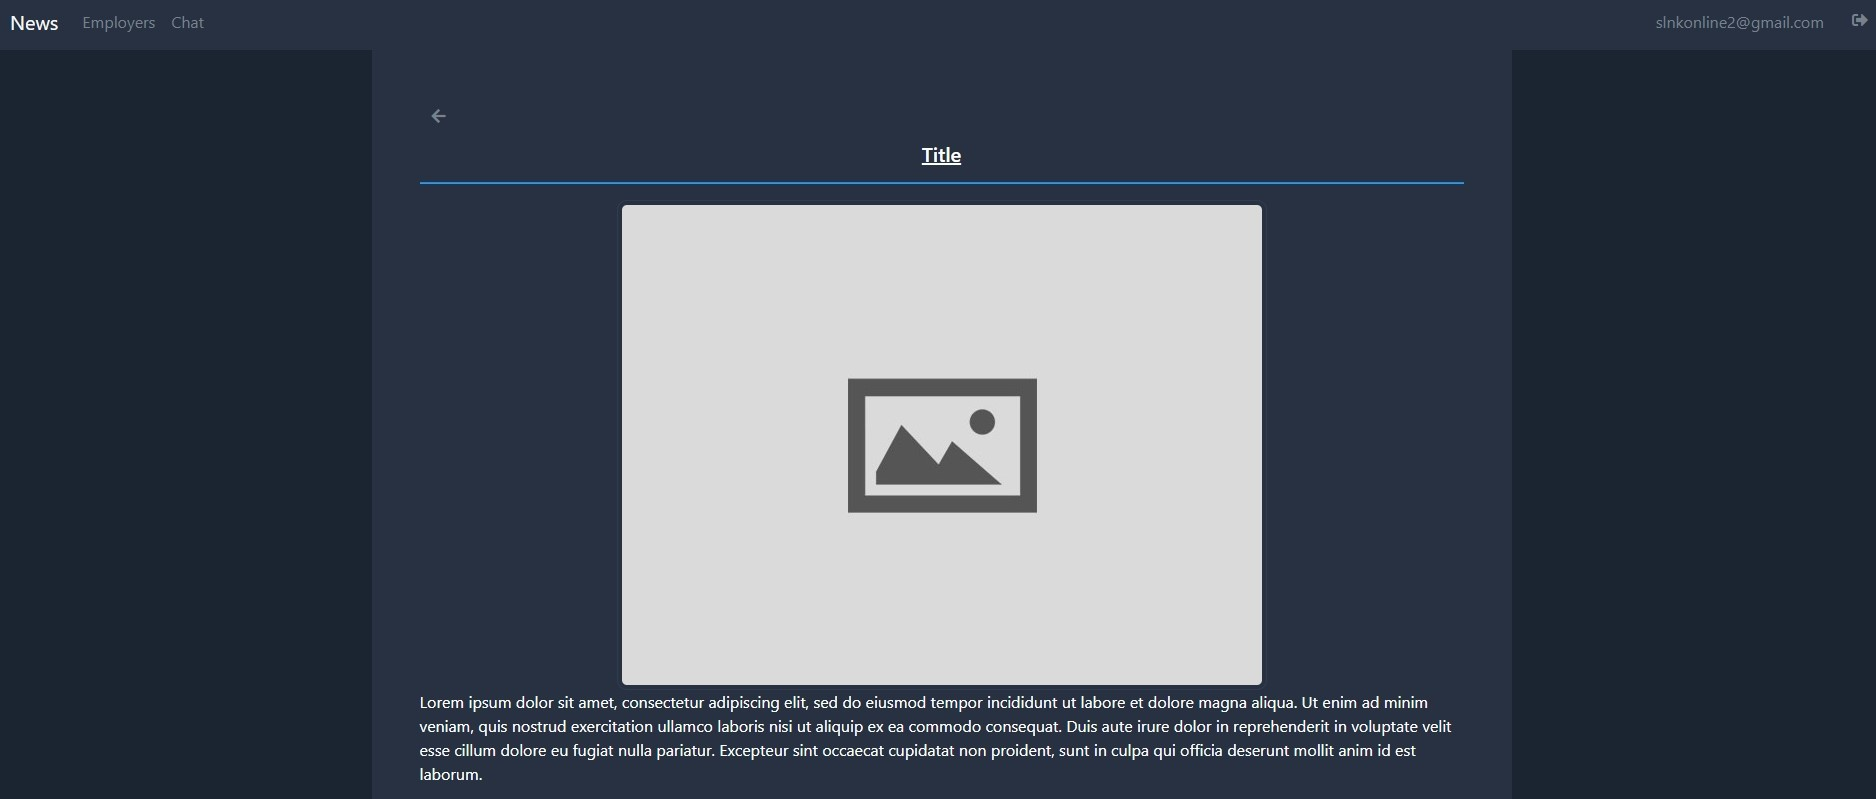 News Employers Chat slnkonline2@gmail.com
Title
Lorem ipsum dolor sit amet, consectetur adipiscing elit, sed do eiusmod tempor incididunt ut labore et dolore magna aliqua. Ut enim ad minim
veniam, quis nostrud exercitation ullamco laboris nisi ut aliquip ex ea commodo consequat. Duis aute irure dolor in reprehenderit in voluptate velit
esse cillum dolore eu fugiat nulla pariatur. Excepteur sint occaecat cupidatat non proident, sunt in culpa qui officia deserunt mollit anim id est
laborum.